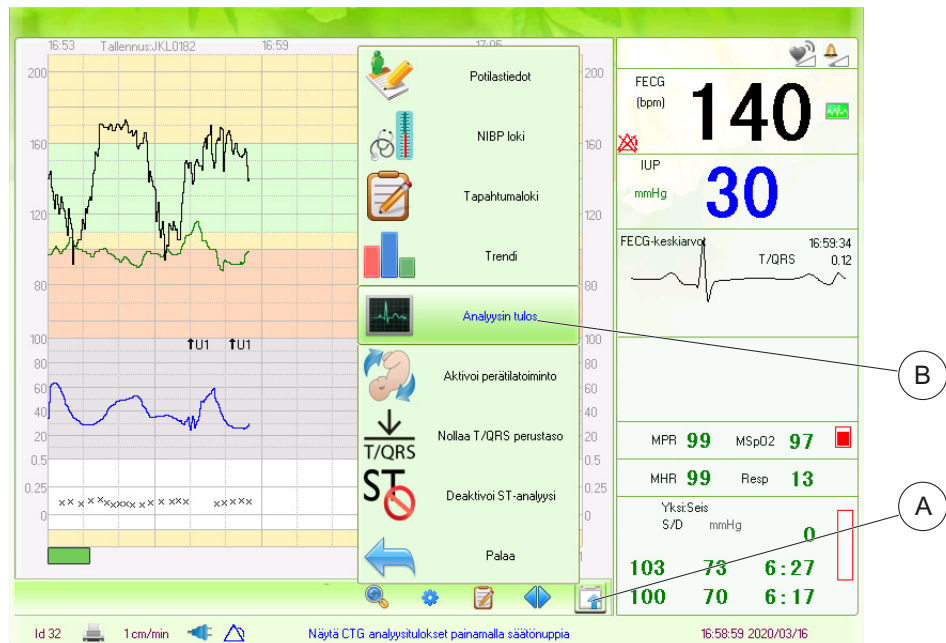 16:53 Tallennus:JKL0182 16:59 17:05
200 200
160 160
120 120
80 80
100 100
80 80
60 60
40 40
20 20
0.5 0.5
0.25 0.25
0 0
U1 U1
Potilastiedot
NIBP loki
Tapahtumaloki
Trendi
Analyysin tulos
Aktivoi perätilatoiminto
T/QRS
Nollaa T/QRS perustaso
ST
Deaktivoi ST-analyysi
Palaa
FECG
(bpm)
140
IUP
mmHg
30
FECG-keskiarvot 16:59:34
T/QRS 0.12
MPR 99 MSpO2 97
MHR 99 Resp 13
Yksi:Seis
S/D mmHg
0
103 73 6:27
100 70 6:17
B
A
Id 32 1 cm/min Näytä CTG analyysitulokset painamalla säätönuppia 16:58:59 2020/03/16